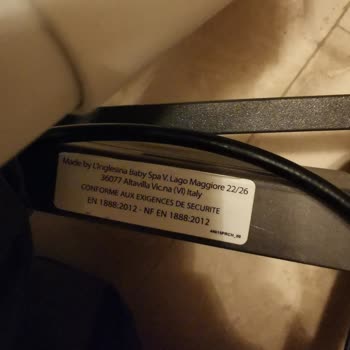 Made by L'Inglesina Baby Spa V. Lago Maggiore 22/26
36077 Altavilla Vic.na (VI) Italy
CONFORME AUX EXIGENCES DE SECURITE
EN 1888:2012 - NF EN 1888:2012